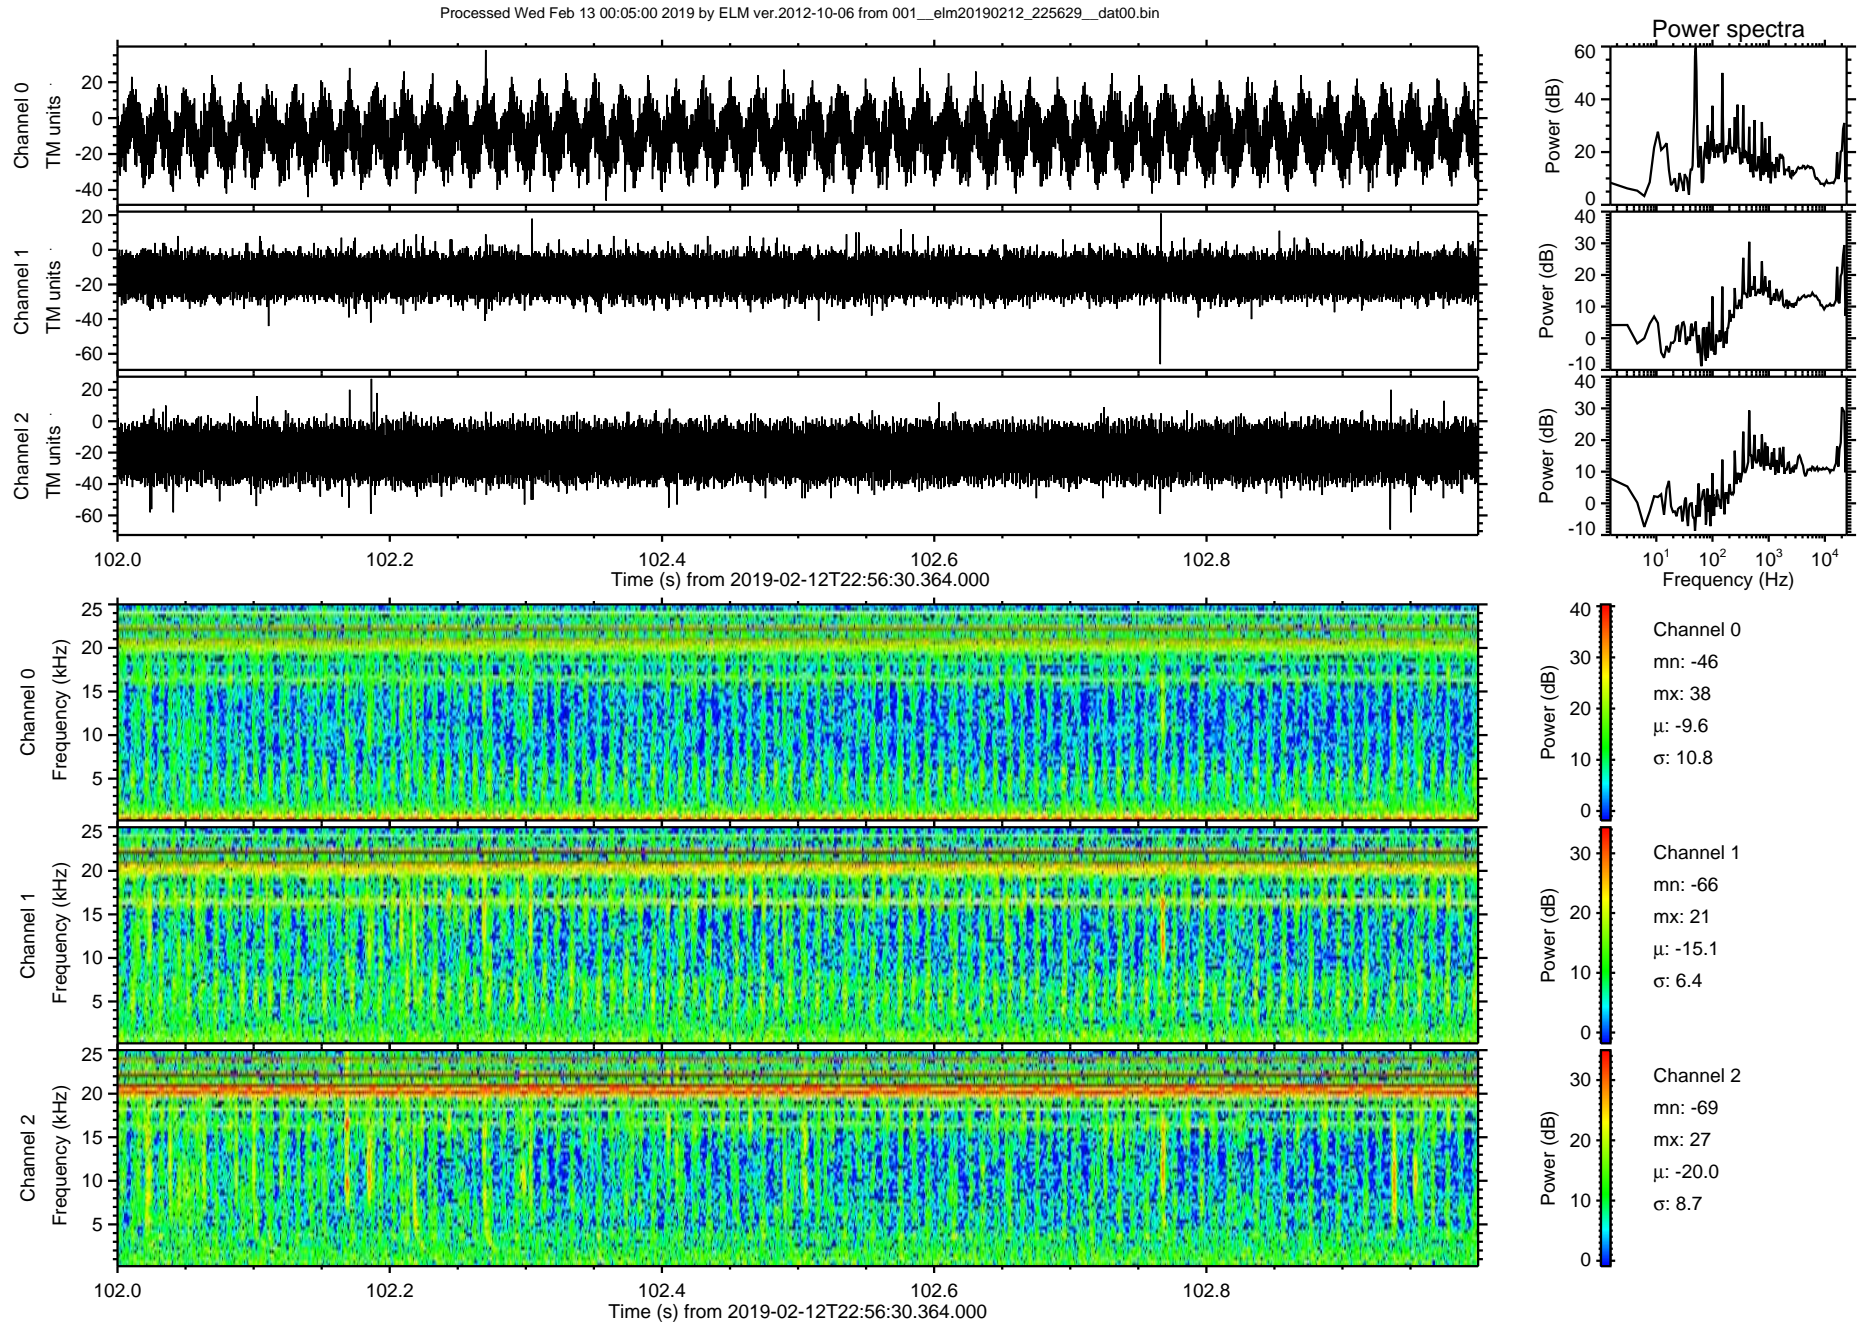 Processed Wed Feb 13 00:05:00 2019 by ELM ver.2012-10-06 from 001__elm20190212_225629__dat00.bin
Power spectra
Channel 0
TM units
20
0
-20
-40
Power (dB)
60
40
20
0
Channel 1
TM units
20
0
-20
-40
-60
Power (dB)
40
30
20
10
0
-10
Channel 2
TM units
20
0
-20
-40
-60
Power (dB)
40
30
20
10
0
-10
102.0 102.2 102.4 102.6 102.8
Time (s) from 2019-02-12T22:56:30.364.000
10^1 10^2 10^3 10^4
Frequency (Hz)
Channel 0
Frequency (kHz)
25
20
15
10
5
Power (dB)
40
30
20
10
0
Channel 0
mn: -46
mx: 38
μ: -9.6
σ: 10.8
Channel 1
Frequency (kHz)
25
20
15
10
5
Power (dB)
30
20
10
0
Channel 1
mn: -66
mx: 21
μ: -15.1
σ: 6.4
Channel 2
Frequency (kHz)
25
20
15
10
5
Power (dB)
30
20
10
0
Channel 2
mn: -69
mx: 27
μ: -20.0
σ: 8.7
102.0 102.2 102.4 102.6 102.8
Time (s) from 2019-02-12T22:56:30.364.000